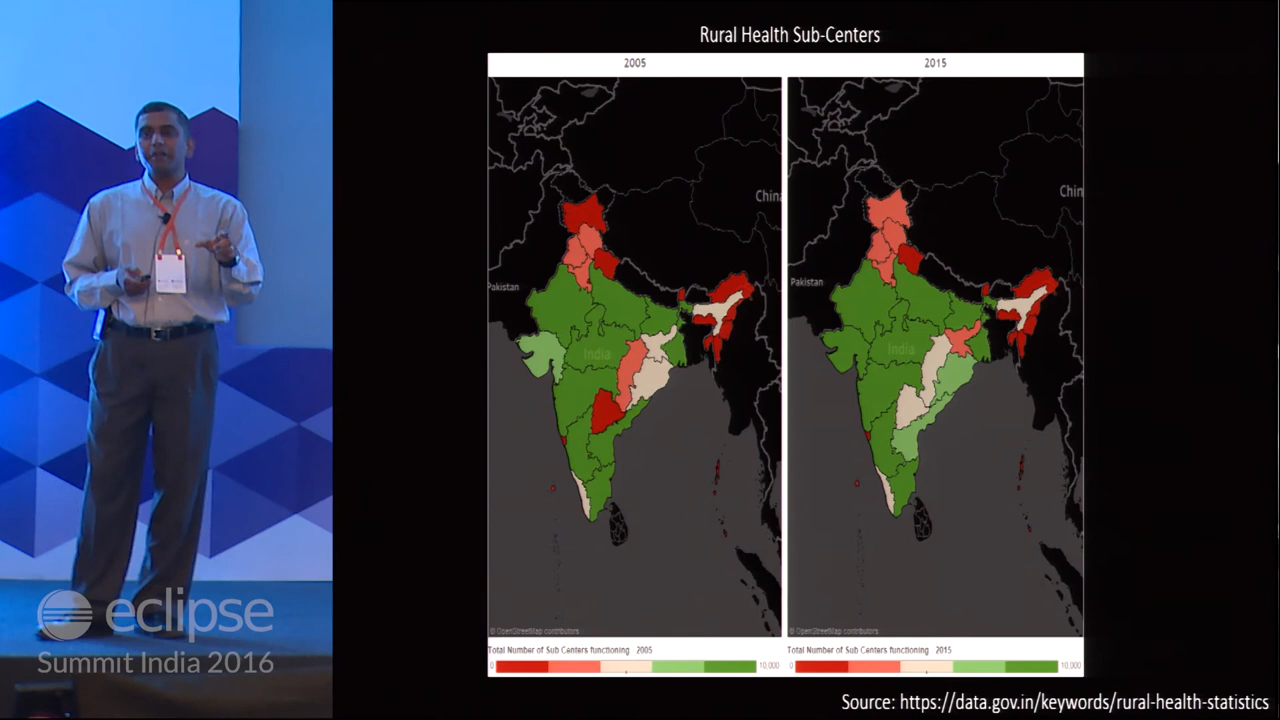 Rural Health Sub-Centers
2005
2015
China
Chin
Pakistan
Pakistan
India
India
© OpenStreetMap contributors
© OpenStreetMap contributors
Total Number of Sub Centers functioning 2005
Total Number of Sub Centers functioning 2015
0
10,000
0
10,000
eclipse
Summit India 2016
Source: https://data.gov.in/keywords/rural-health-statistics